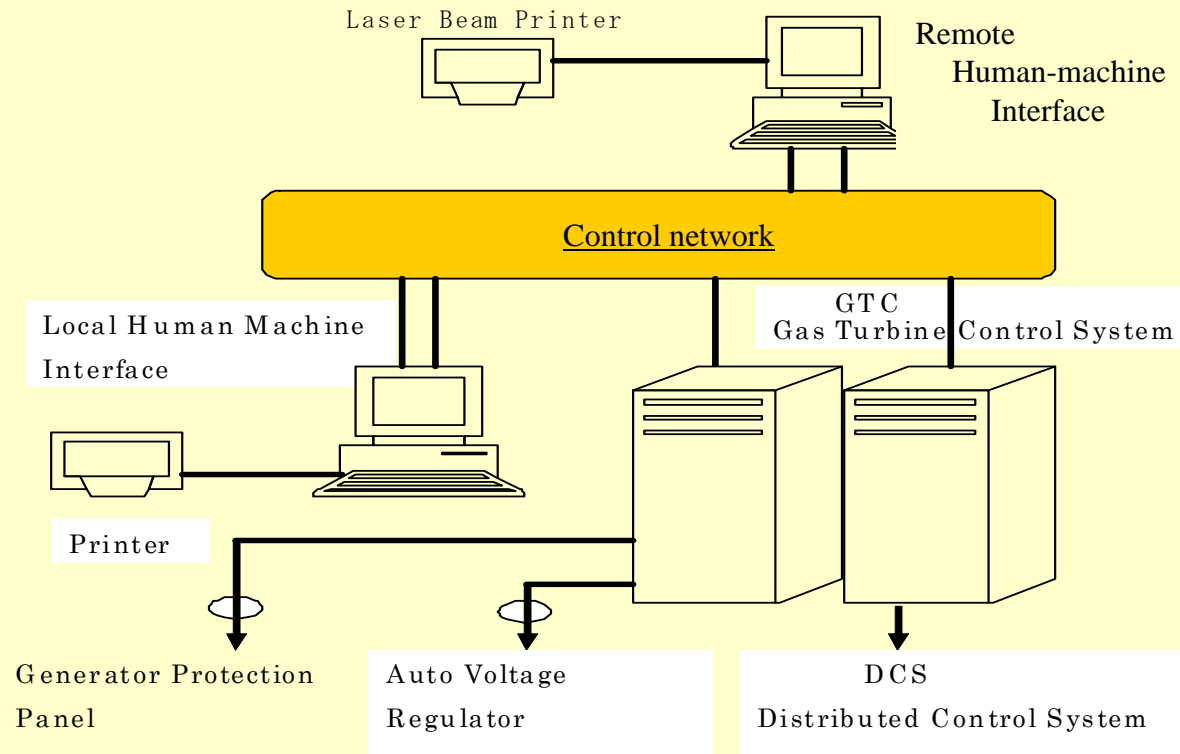 Laser Beam Printer
Remote
Human-machine
Interface
Control network
GTC
Gas Turbine Control System
Local Human Machine
Interface
Printer
Generator Protection
Panel
Auto Voltage
Regulator
DCS
Distributed Control System